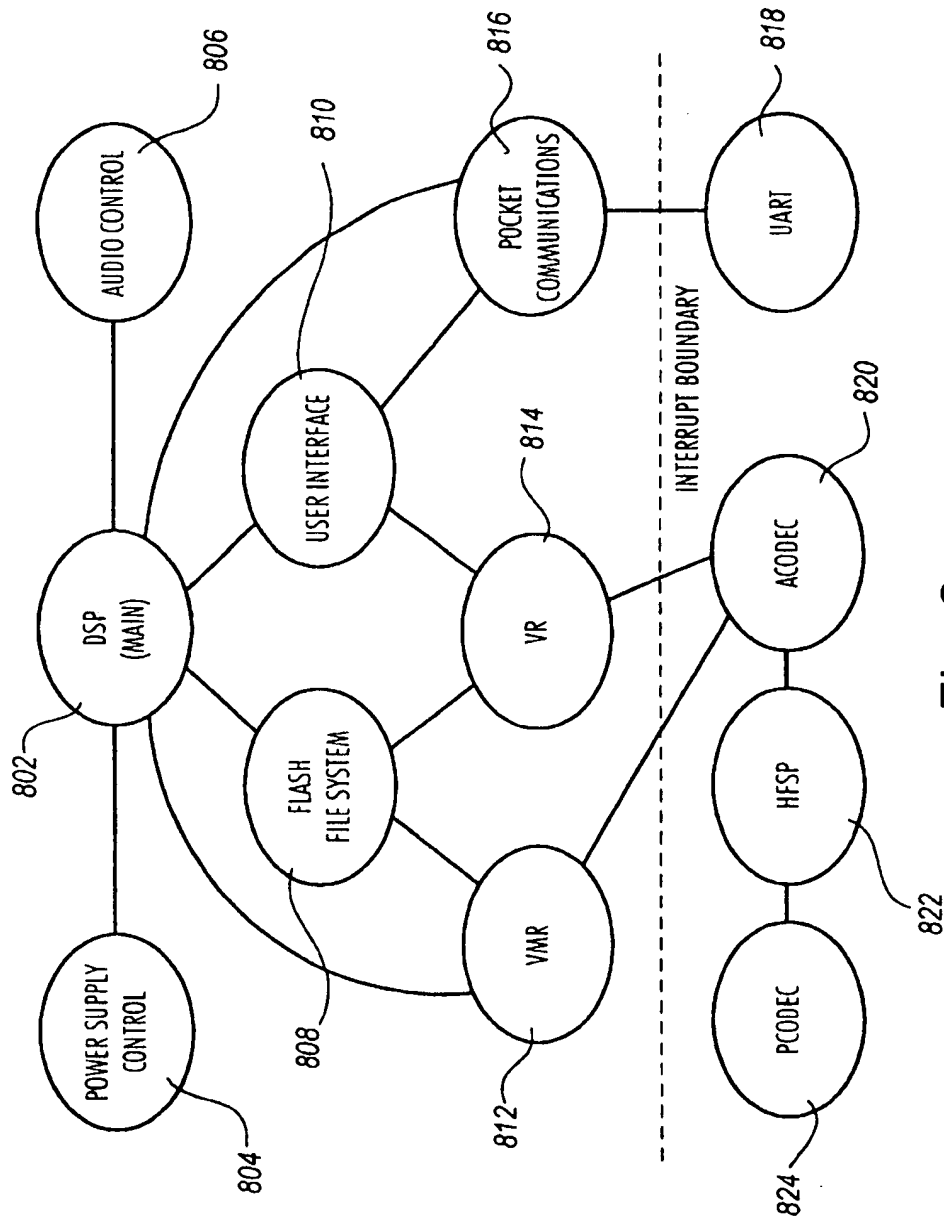 806
816
818
AUDIO CONTROL
810
POCKET
COMMUNICATIONS
UART
DSP
(MAIN)
USER INTERFACE
814
INTERRUPT BOUNDARY
820
802
FLASH
FILE SYSTEM
VR
ACODEC
POWER SUPPLY
CONTROL
808
VMR
HFSP
804
812
822
PCODEC
824